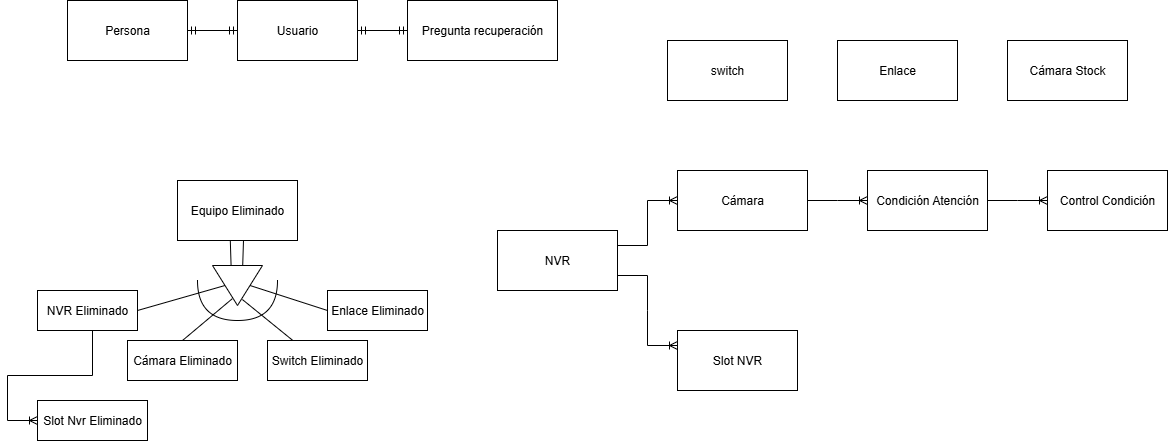 Persona
Usuario
Pregunta recuperación
switch
Enlace
Cámara Stock
Equipo Eliminado
Cámara
Condición Atención
Control Condición
NVR
NVR Eliminado
Enlace Eliminado
Cámara Eliminado
Switch Eliminado
Slot NVR
Slot Nvr Eliminado